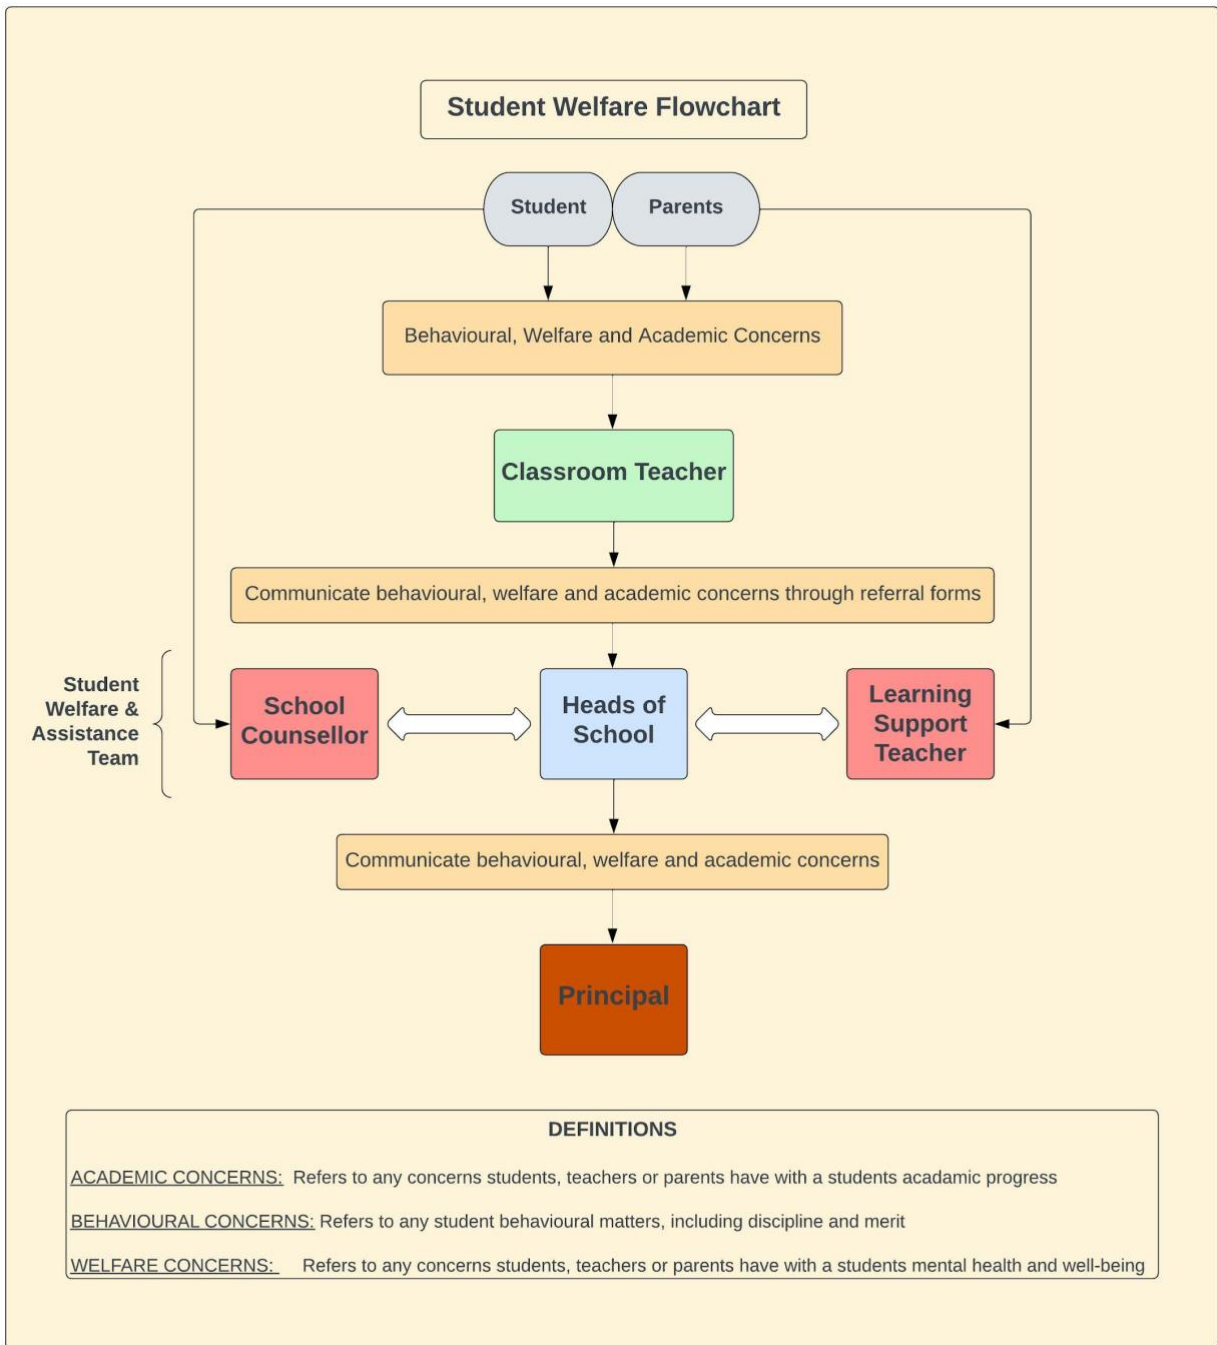 Student Welfare Flowchart
Student
Parents
Behavioural, Welfare and Academic Concerns
Classroom Teacher
Communicate behavioural, welfare and academic concerns through referral forms
Student
Welfare &
Assistance
Team
School
Counsellor
Heads of
School
Learning
Support
Teacher
Communicate behavioural, welfare and academic concerns
Principal
DEFINITIONS
ACADEMIC CONCERNS: Refers to any concerns students, teachers or parents have with a students acadamic progress
BEHAVIOURAL CONCERNS: Refers to any student behavioural matters, including discipline and merit
WELFARE CONCERNS: Refers to any concerns students, teachers or parents have with a students mental health and well-being